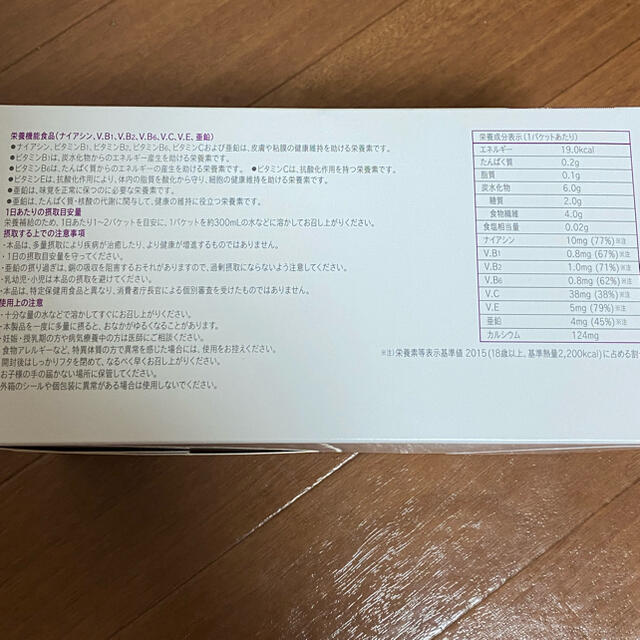 栄養機能食品(ナイアシン、V.B1、V.B2、V.B6、V.C、V.E、亜鉛)
●ナイアシン、ビタミンB1、ビタミンB2、ビタミンB6、ビタミンCおよび亜鉛は、皮膚や粘膜の健康維持を助ける栄養素です。
●ビタミンB1は、炭水化物からのエネルギー産生を助ける栄養素です。
●ビタミンB6は、たんぱく質からのエネルギーの産生を助ける栄養素です。 ●ビタミンCは、抗酸化作用を持つ栄養素です。
●ビタミンEは、抗酸化作用により、体内の脂質を酸化から守り、細胞の健康維持を助ける栄養素です。
●亜鉛は、味覚を正常に保つのに必要な栄養素です。
●亜鉛は、たんぱく質・核酸の代謝に関与して、健康の維持に役立つ栄養素です。
1日あたりの摂取目安量
栄養補給のため、1日あたり1~2パケットを目安に、1パケットを約300mLの水などに溶かしてお召し上がりください。
摂取する上での注意事項
・本品は、多量摂取により疾病が治癒したり、より健康が増進するものではありません。
・1日の摂取目安量を守ってください。
・亜鉛の摂り過ぎは、銅の吸収を阻害するおそれがありますので、過剰摂取にならないよう注意してください。
・乳幼児・小児は本品の摂取を避けてください。
・本品は、特定保健用食品と異なり、消費者庁長官による個別審査を受けたものではありません。
使用上の注意
・十分な量の水などで溶かしてすぐにお召し上がりください。
・本製品を一度に多量に摂ると、おなかがゆるくなることがあります。
・妊娠・授乳期の方や病気療養中の方は医師にご相談ください。
・食物アレルギーなど、特異体質の方で異常を感じた場合には、使用をお控えください。
開封後はしっかりフタを閉めて、なるべく早くお召し上がりください。
お子様の手の届かない場所に保管してください。
外箱のシールや個包装に異常がある場合は使用しないでください。
栄養成分表示(1パケットあたり)
エネルギー 19.0kcal
たんぱく質 0.2g
脂質 0.1g
炭水化物 6.0g
糖質 2.0g
食物繊維 4.0g
食塩相当量 0.02g
ナイアシン 10mg (77%)※注
V.B1 0.8mg (67%)※注
V.B2 1.0mg (71%)※注
V.B6 0.8mg (62%)※注
V.C 38mg (38%)※注
V.E 5mg (79%)※注
亜鉛 4mg (45%)※注
カルシウム 124mg
※注)栄養素等表示基準値 2015(18歳以上、基準熱量2,200kcal)に占める割